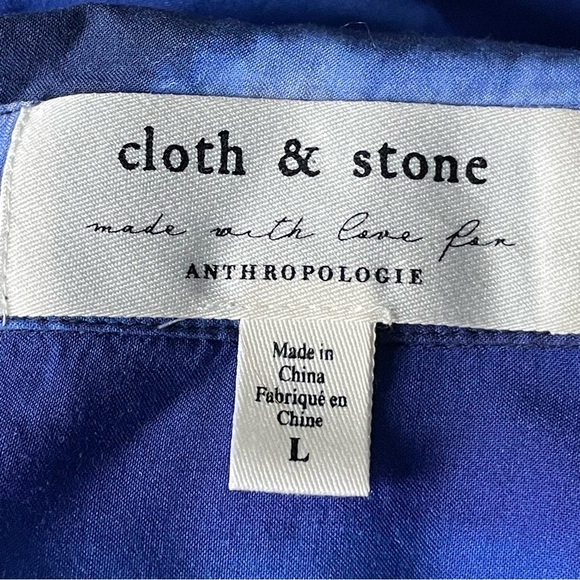 cloth & stone
made with love for
ANTHROPOLOGIE
Made in
China
Fabriqué en
Chine
L